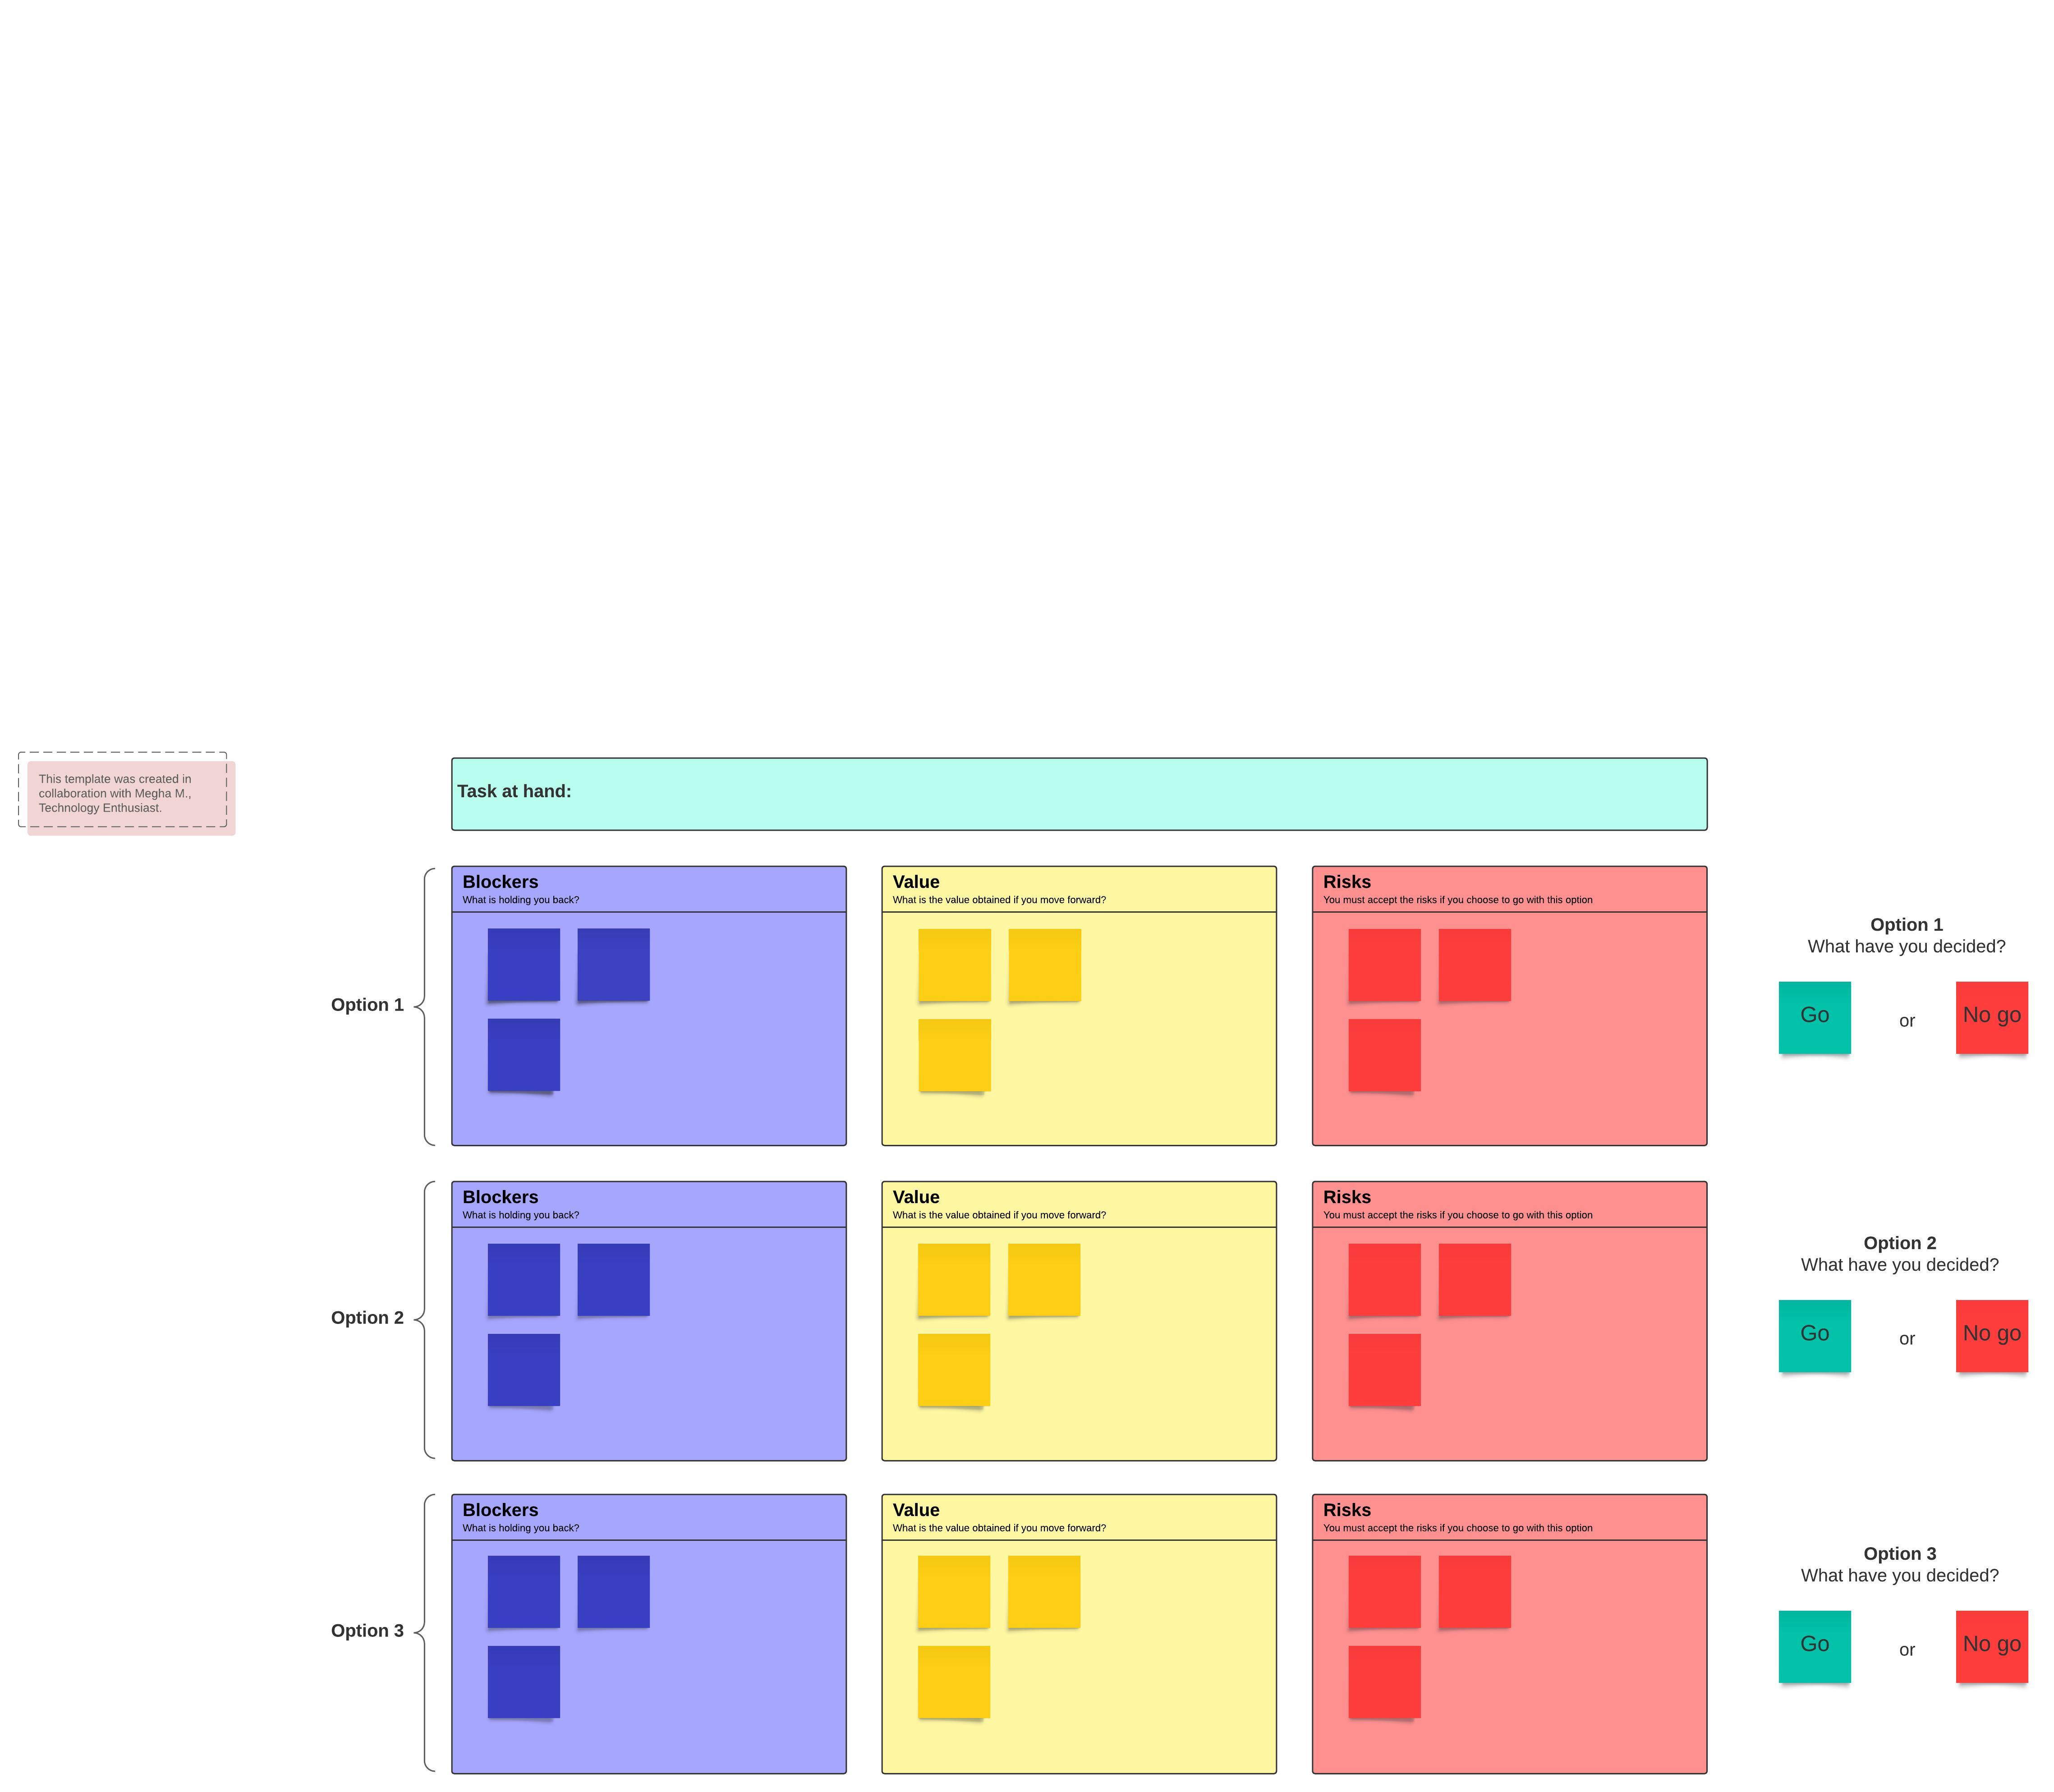 This template was created in
collaboration with Megha M.,
Technology Enthusiast.
Task at hand:
Option 1
Blockers
What is holding you back?
Value
What is the value obtained if you move forward?
Risks
You must accept the risks if you choose to go with this option
Option 1
What have you decided?
Go
or
No go
Option 2
Blockers
What is holding you back?
Value
What is the value obtained if you move forward?
Risks
You must accept the risks if you choose to go with this option
Option 2
What have you decided?
Go
or
No go
Option 3
Blockers
What is holding you back?
Value
What is the value obtained if you move forward?
Risks
You must accept the risks if you choose to go with this option
Option 3
What have you decided?
Go
or
No go